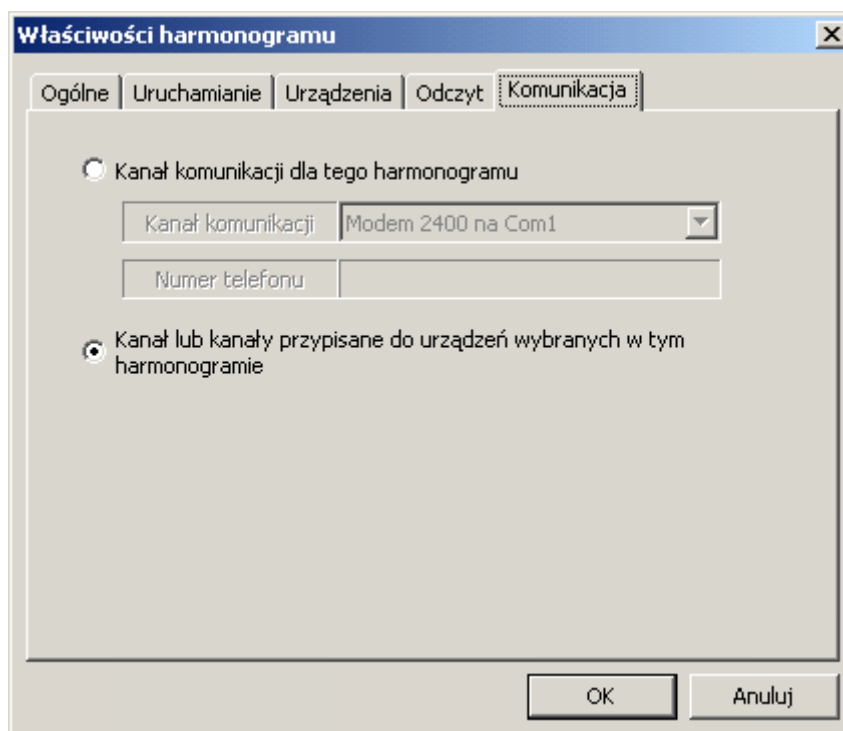 Właściwości harmonogramu
Ogólne Uruchamianie Urządzenia Odczyt Komunikacja
Kanał komunikacji dla tego harmonogramu
Kanał komunikacji Modem 2400 na Com1
Numer telefonu
Kanał lub kanały przypisane do urządzeń wybranych w tym
harmonogramie
OK Anuluj